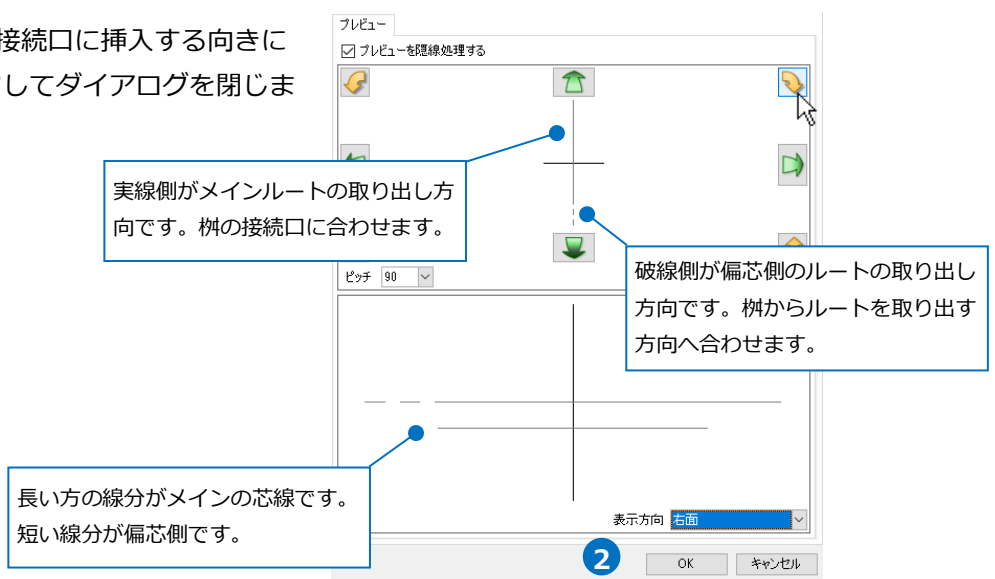 接続口に挿入する向きに
してダイアログを閉じま
プレビュー
プレビューを隠線処理する
実線側がメインルートの取り出し方
向です。桝の接続口に合わせます。
破線側が偏芯側のルートの取り出し
方向です。桝からルートを取り出す
方向へ合わせます。
ピッチ 90
長い方の線分がメインの芯線です。
短い線分が偏芯側です。
表示方向 右面
2 OK キャンセル